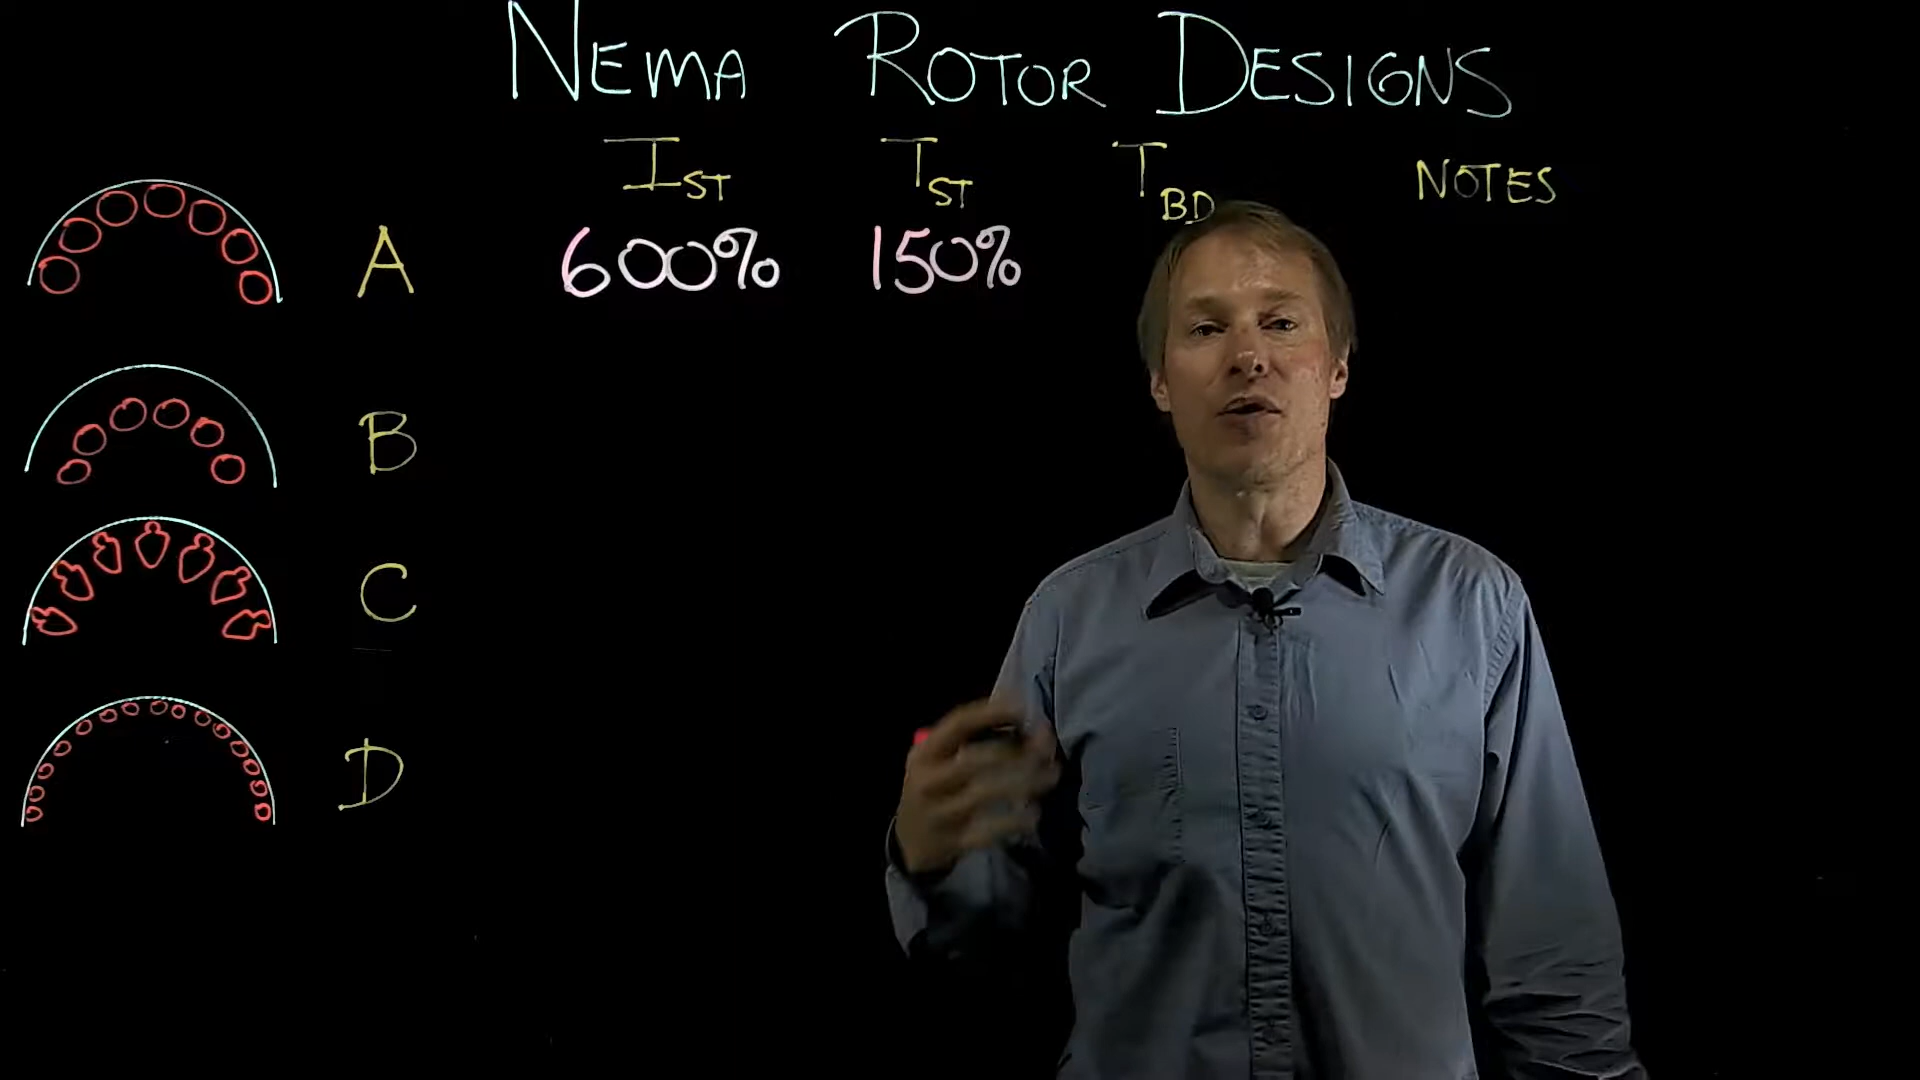 NEMA ROTOR DESIGNS
IST TST TBD NOTES
A 600% 150%
B
C
D